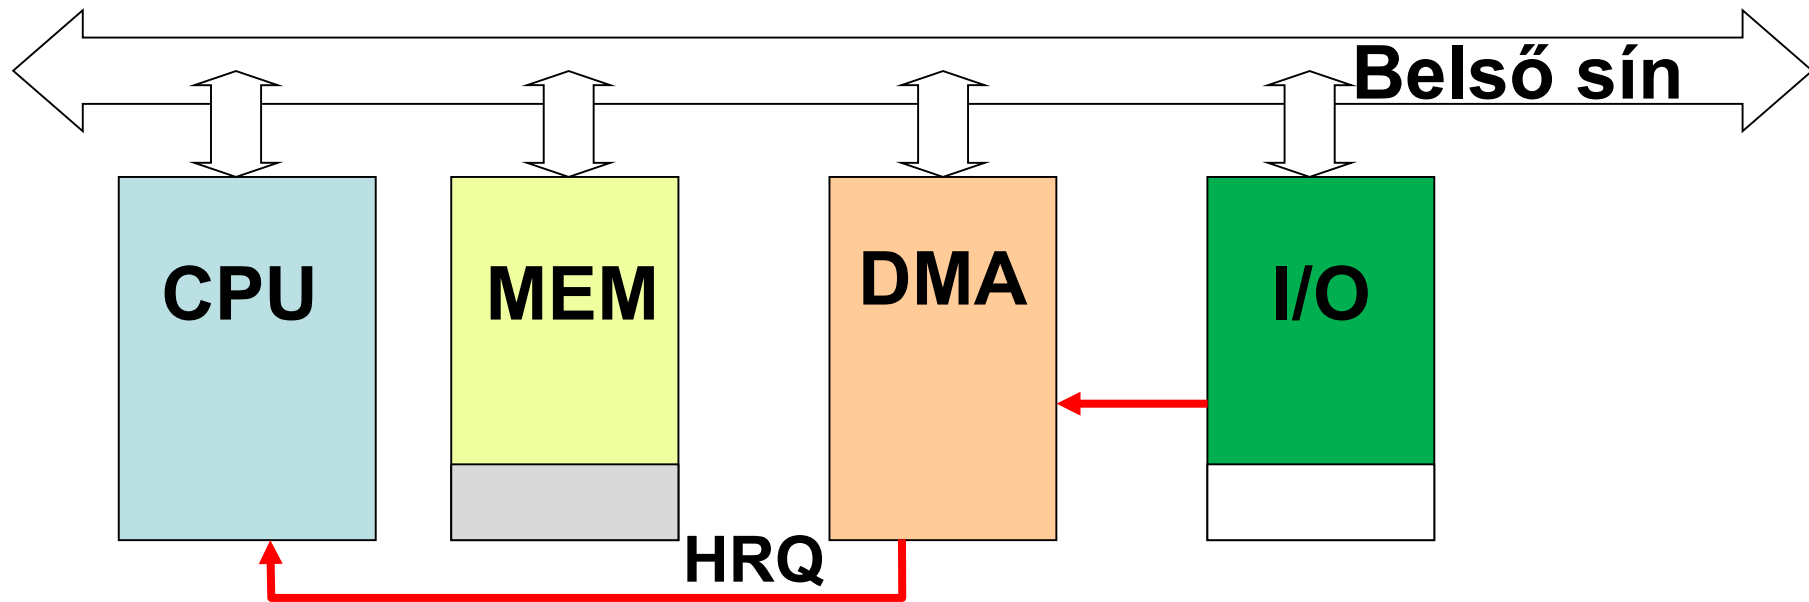 Belső sín
CPU
MEM
DMA
I/O
HRQ